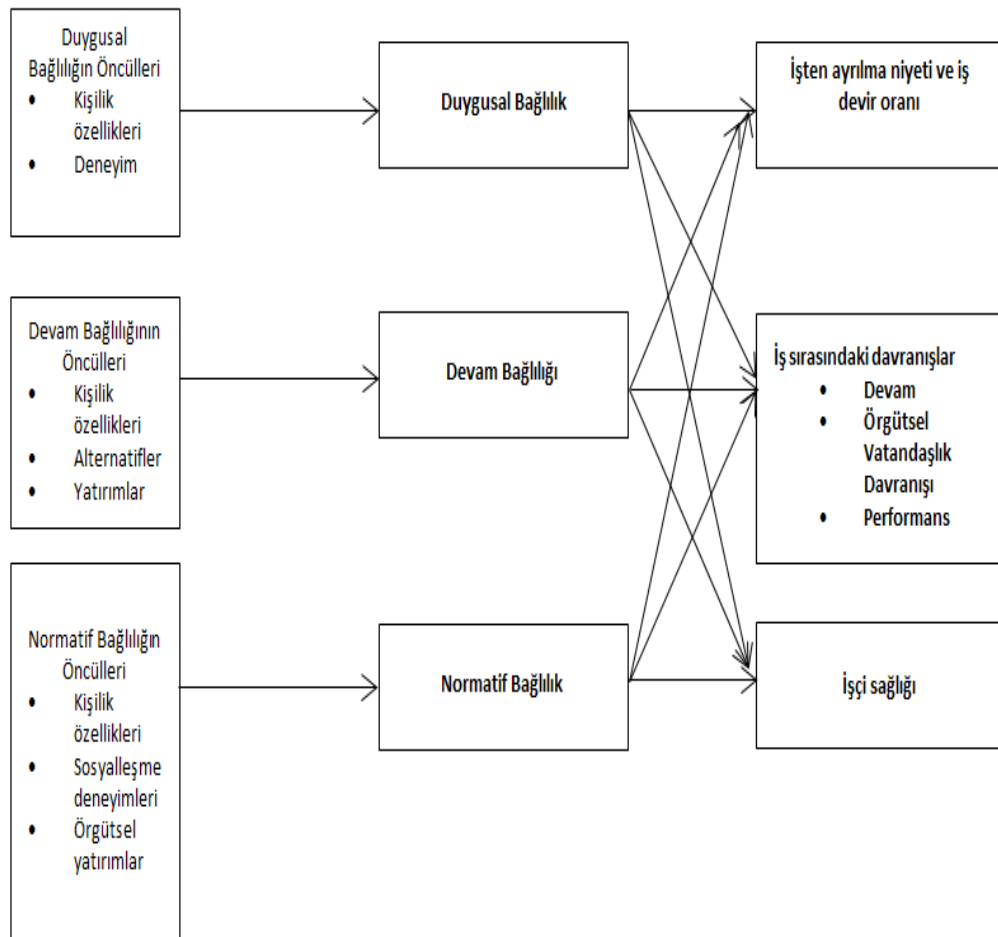 Duygusal
Bağlılığın Öncülleri
• Kişilik
özellikleri
• Deneyim
Duygusal Bağlılık
İşten ayrılma niyeti ve iş
devir oranı
Devam Bağlılığının
Öncülleri
• Kişilik
özellikleri
• Alternatifler
• Yatırımlar
Devam Bağlılığı
İş sırasındaki davranışlar
• Devam
• Örgütsel
Vatandaşlık
Davranışı
• Performans
Normatif Bağlılığın
Öncülleri
• Kişilik
özellikleri
• Sosyalleşme
deneyimleri
• Örgütsel
yatırımlar
Normatif Bağlılık
İşçi sağlığı